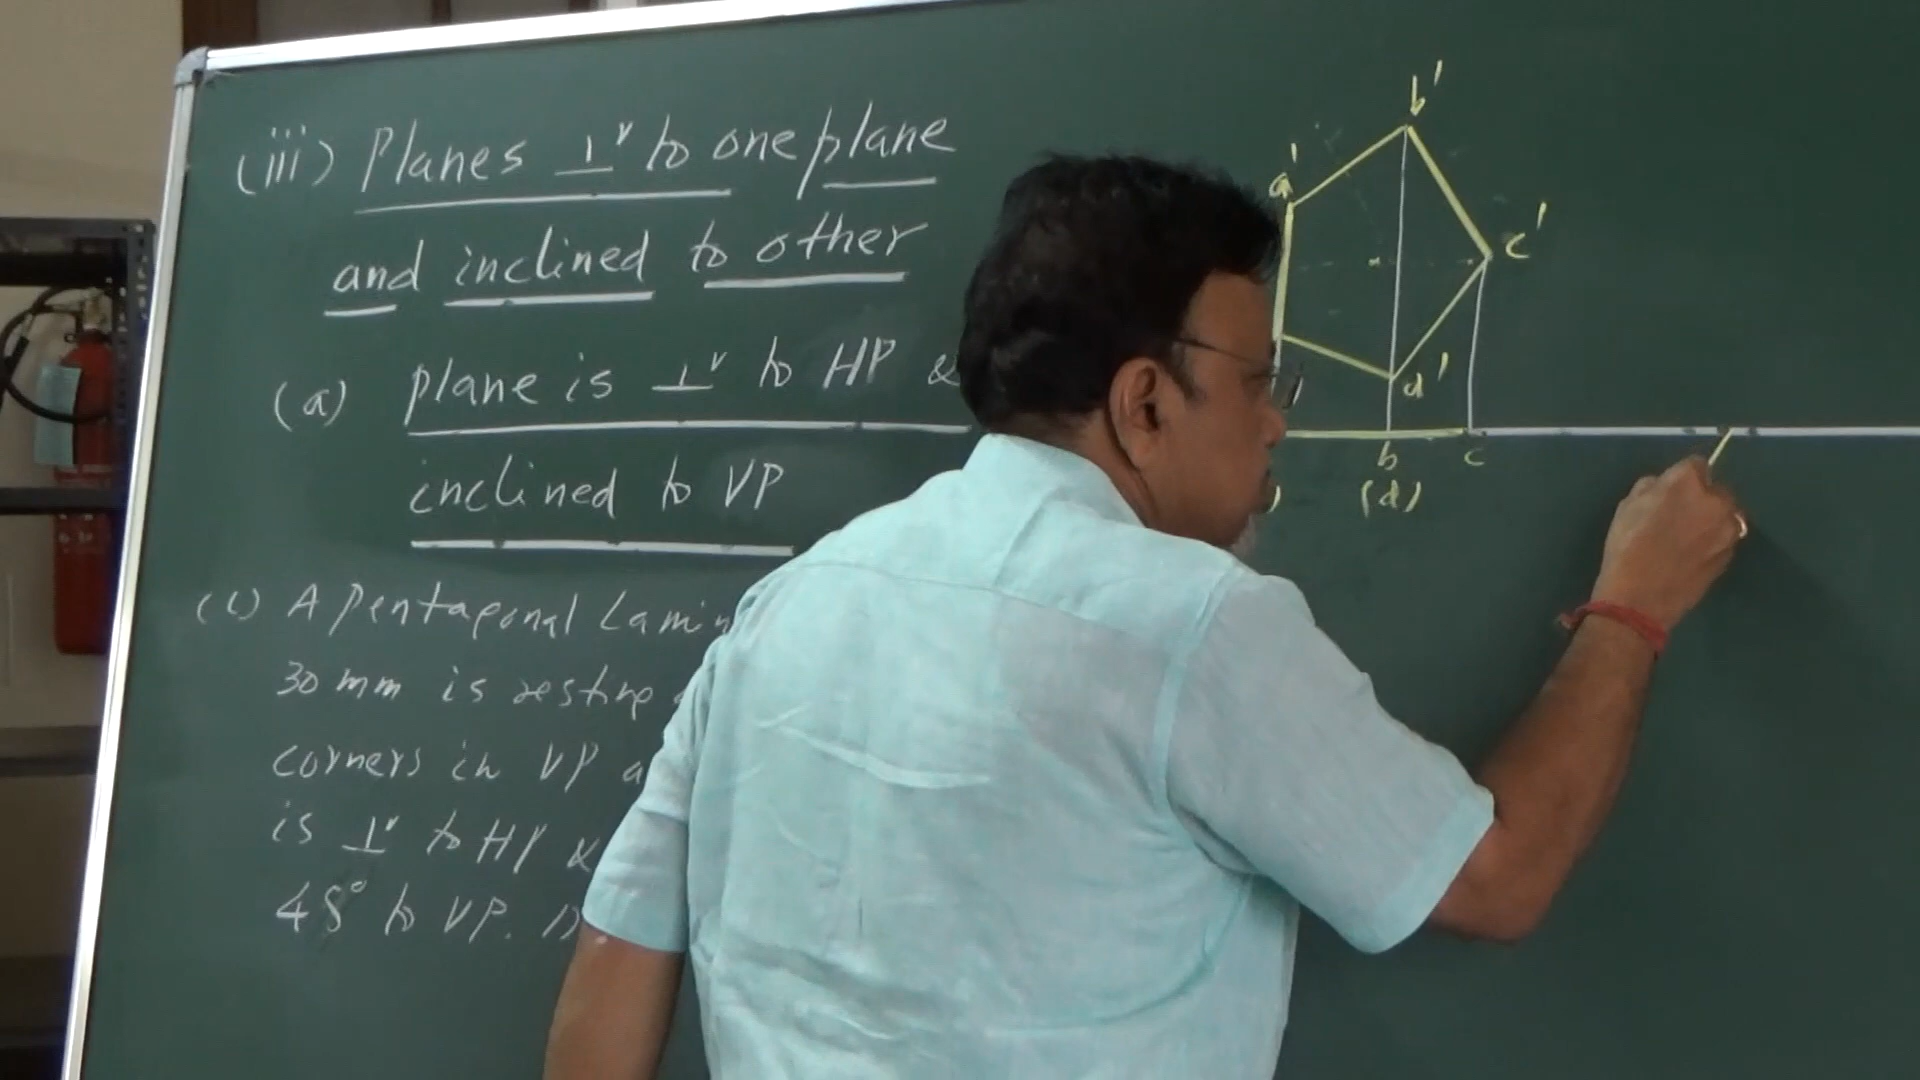 (iii) Planes ⊥r to one plane
and inclined to other
(a) plane is ⊥r to HP &
inclined to VP
(1) A Pentagonal Lamin
30 mm is resting
corners in VP a
is ⊥r to HP &
45° to VP. D
b'
a'
c'
d'
b c
(d)